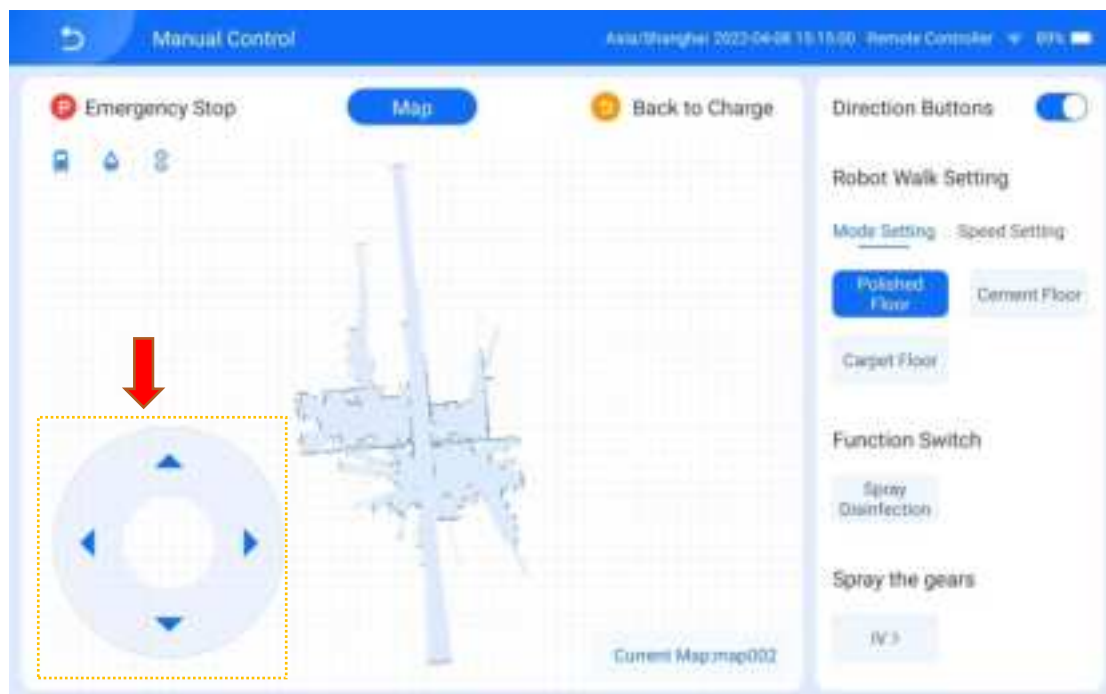 Manual Control
Asia/Shanghai 2022-04-08 15:15:00 Remote Controller 89%
Emergency Stop
Map
Back to Charge
Current Map:map002
Direction Buttons
Robot Walk Setting
Mode Setting Speed Setting
Polished
Floor
Cement Floor
Carpet Floor
Function Switch
Spray
Disinfection
Spray the gears